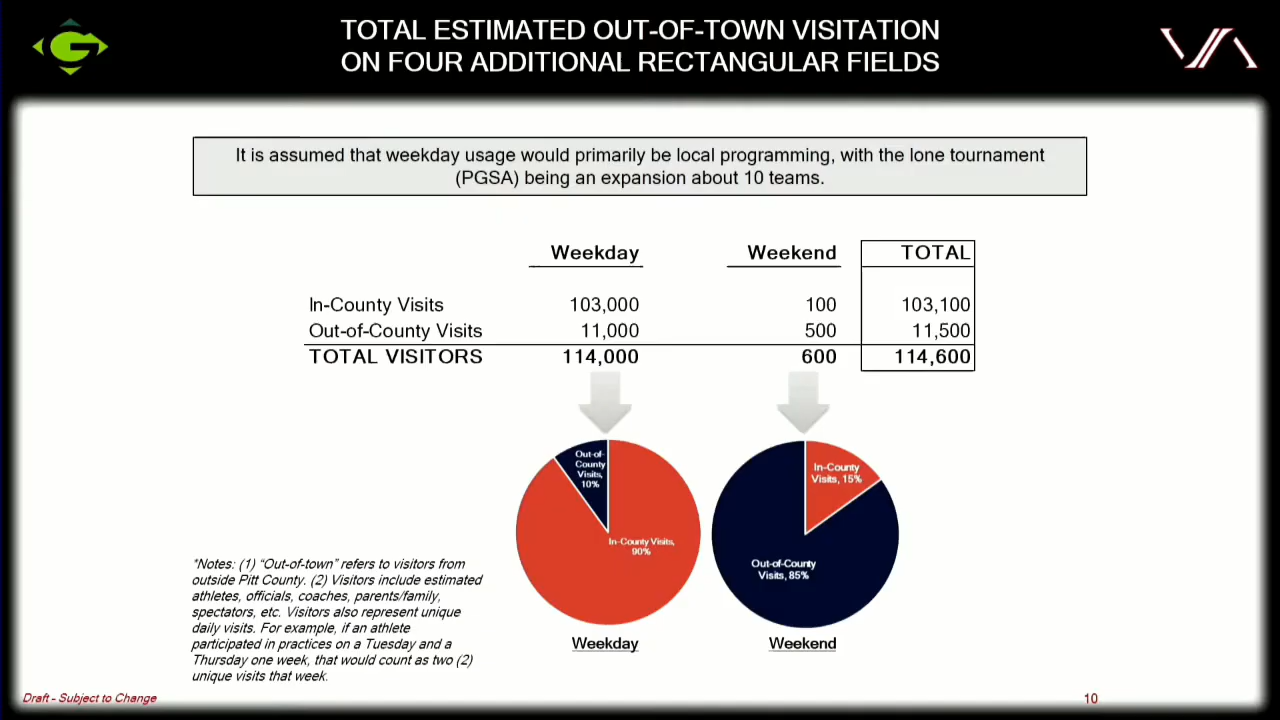 TOTAL ESTIMATED OUT-OF-TOWN VISITATION
ON FOUR ADDITIONAL RECTANGULAR FIELDS
It is assumed that weekday usage would primarily be local programming, with the lone tournament
(PGSA) being an expansion about 10 teams.
Weekday Weekend TOTAL
In-County Visits 103,000 100 103,100
Out-of-County Visits 11,000 500 11,500
TOTAL VISITORS 114,000 600 114,600
Out-of-
County
Visits,
10%
In-County Visits,
90%
In-County
Visits, 15%
Out-of-County
Visits, 85%
Weekday
Weekend
*Notes: (1) “Out-of-town” refers to visitors from
outside Pitt County. (2) Visitors include estimated
athletes, officials, coaches, parents/family,
spectators, etc. Visitors also represent unique
daily visits. For example, if an athlete
participated in practices on a Tuesday and a
Thursday one week, that would count as two (2)
unique visits that week.
Draft - Subject to Change
10